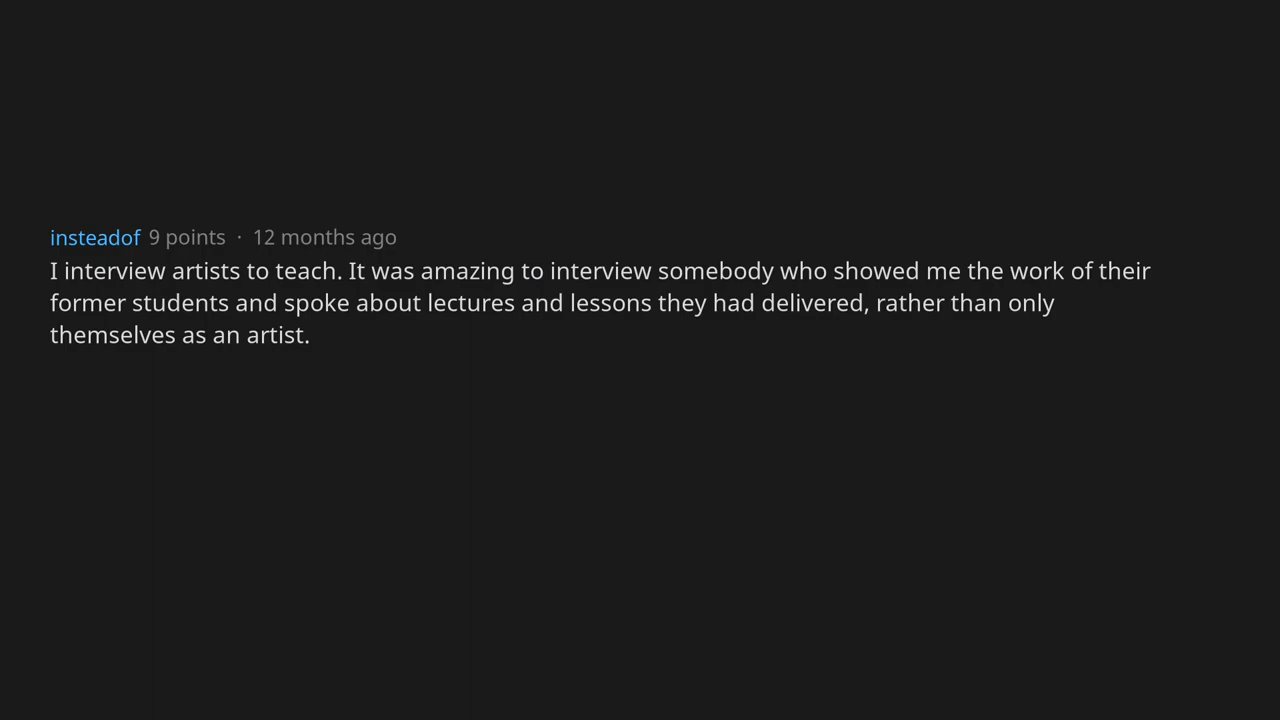 insteadof 9 points · 12 months ago
I interview artists to teach. It was amazing to interview somebody who showed me the work of their
former students and spoke about lectures and lessons they had delivered, rather than only
themselves as an artist.